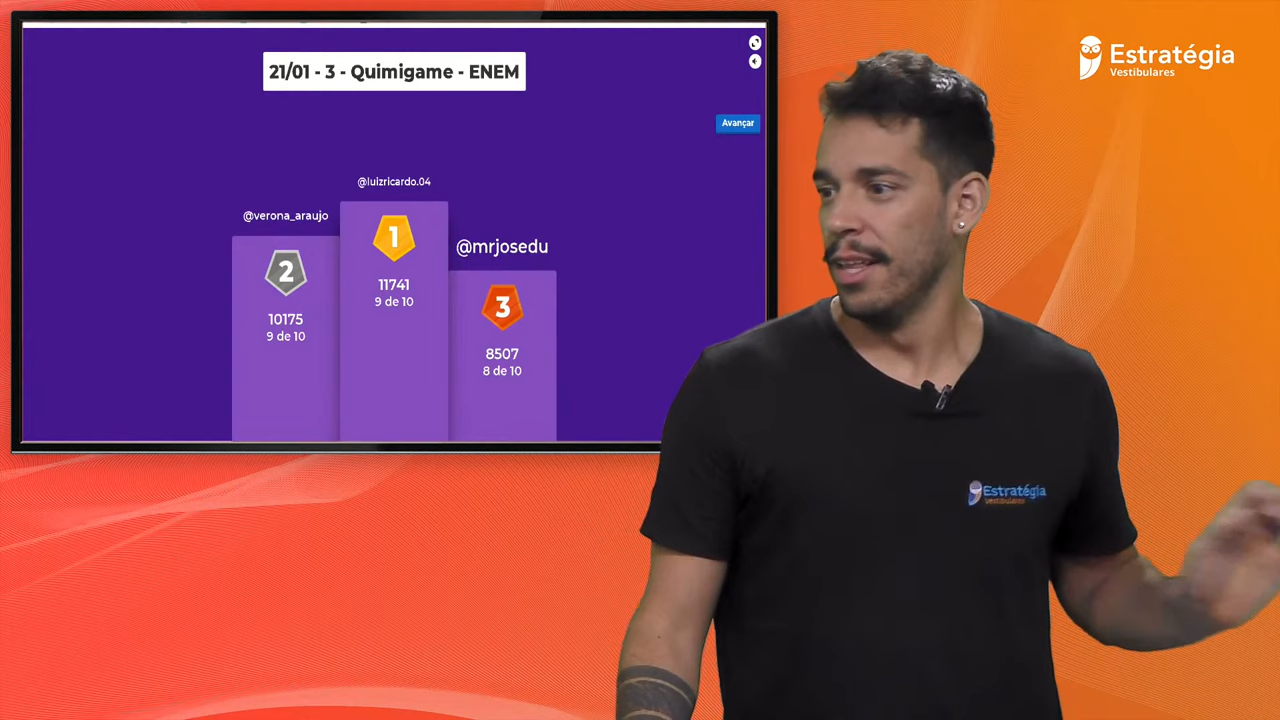 21/01 - 3 - Quimigame - ENEM
Avançar
@luizricardo.04
@verona_araujo
@mrjosedu
1
11741
9 de 10
2
10175
9 de 10
3
8507
8 de 10
Estratégia
Vestibulares
Estratégia
Vestibulares